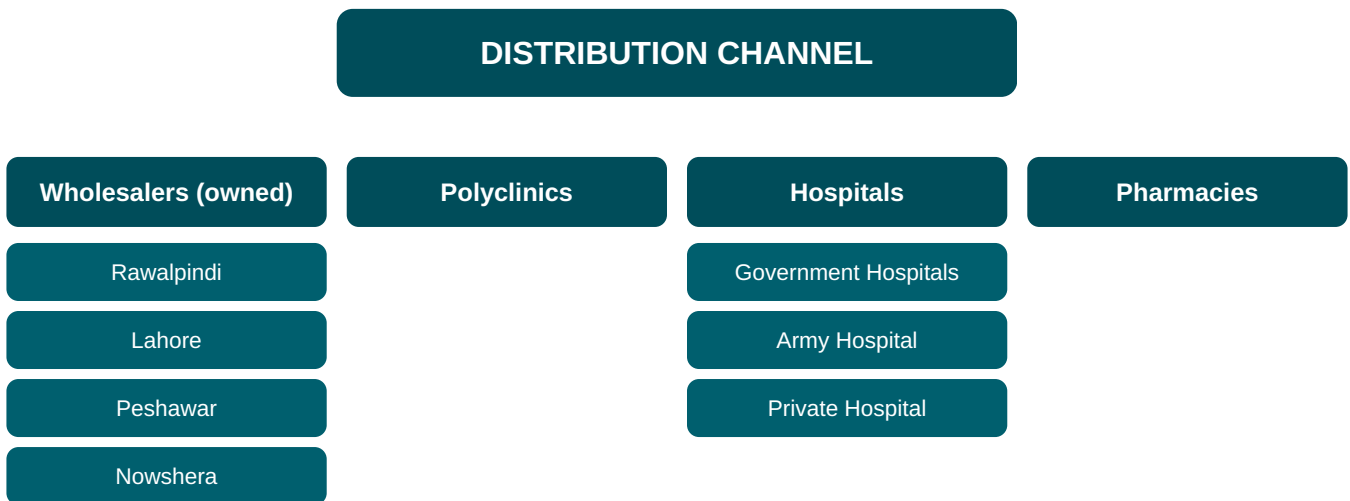 DISTRIBUTION CHANNEL
Wholesalers (owned)
Rawalpindi
Lahore
Peshawar
Nowshera
Polyclinics
Hospitals
Government Hospitals
Army Hospital
Private Hospital
Pharmacies